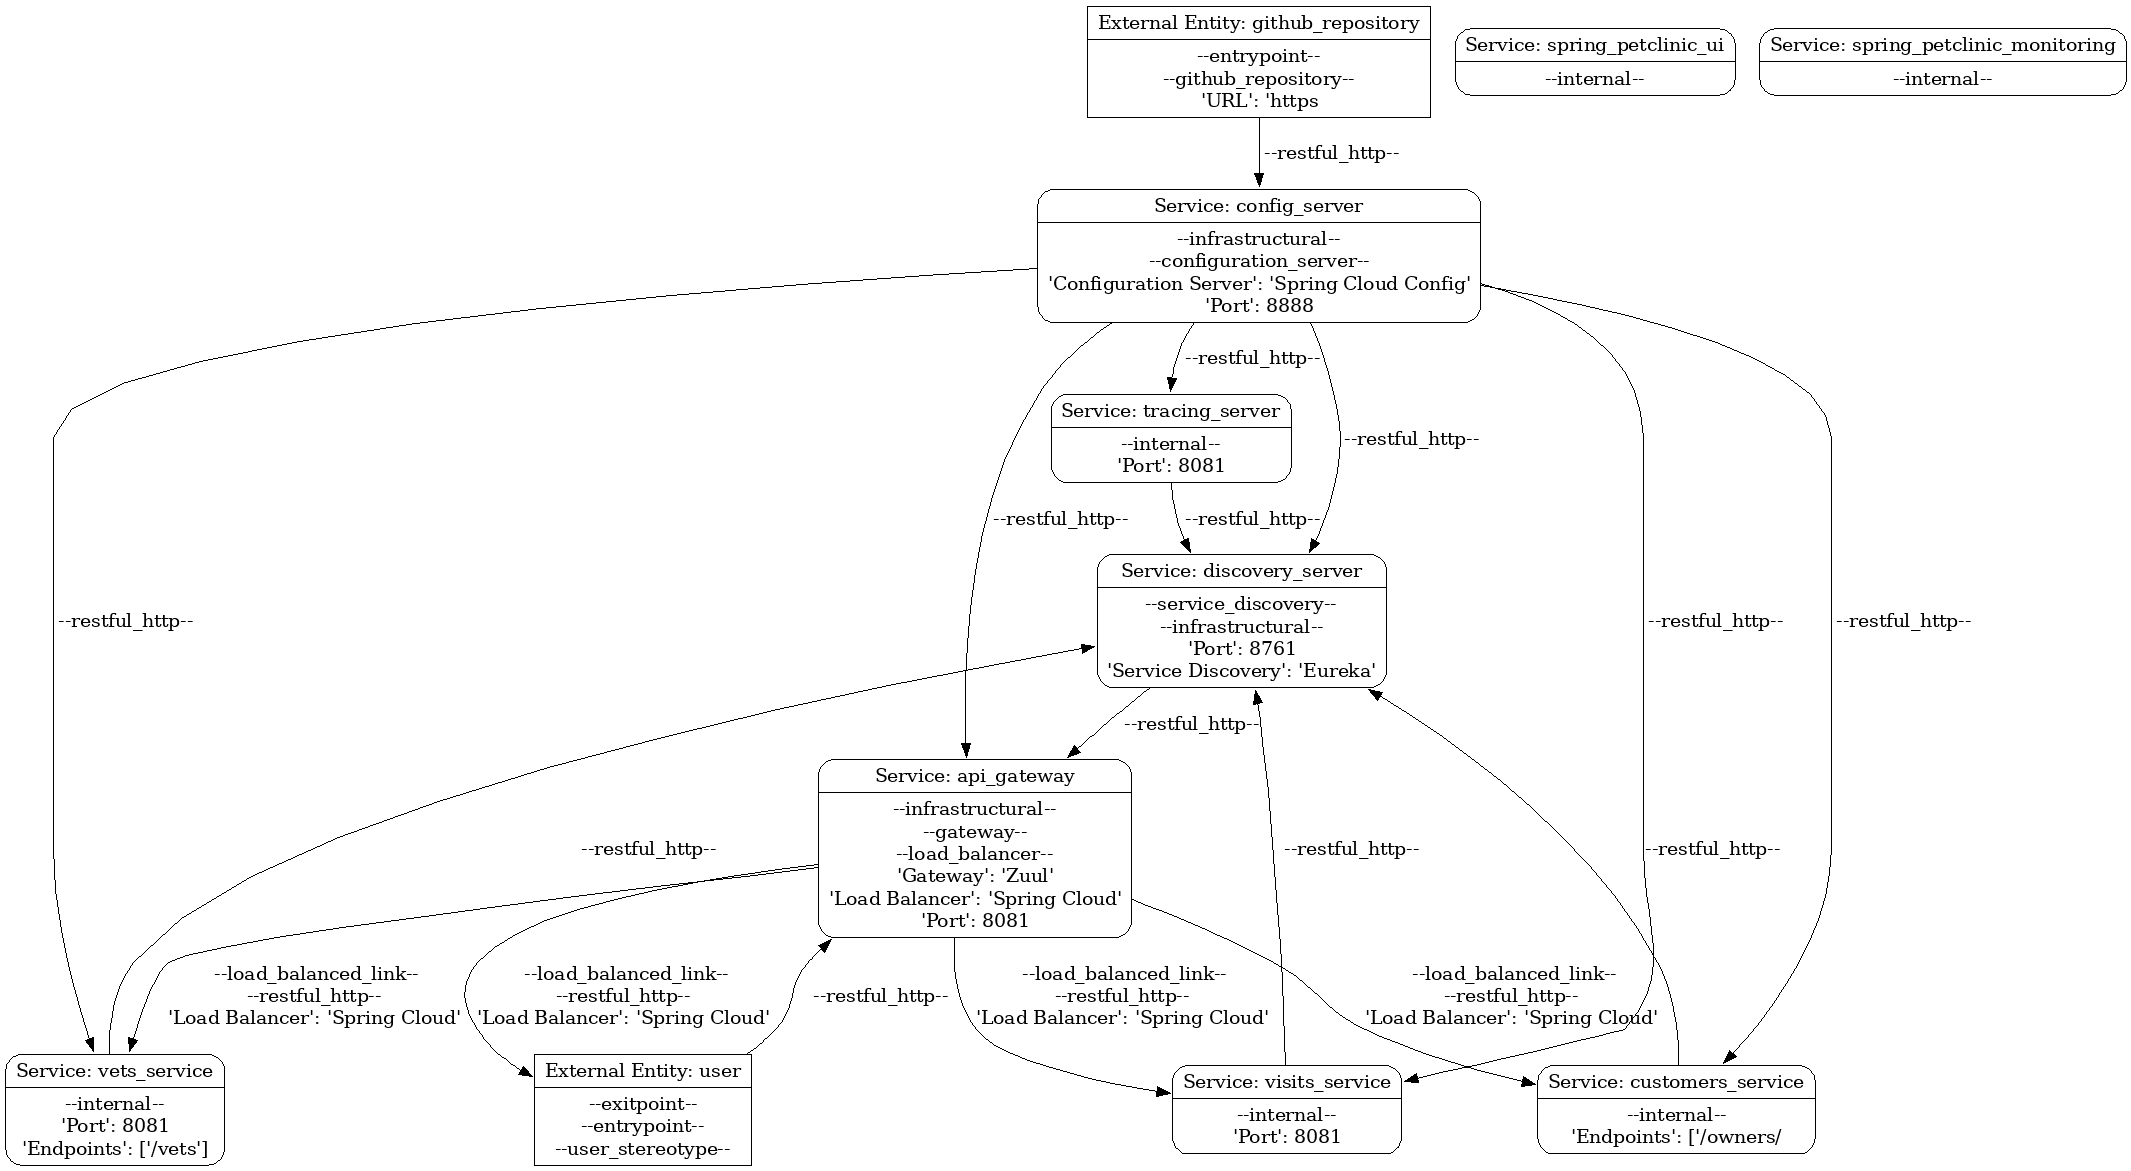 External Entity: github_repository
--entrypoint--
--github_repository--
'URL': 'https
Service: spring_petclinic_ui
--internal--
Service: spring_petclinic_monitoring
--internal--
--restful_http--
Service: config_server
--infrastructural--
--configuration_server--
'Configuration Server': 'Spring Cloud Config'
'Port': 8888
--restful_http--
Service: tracing_server
--internal--
'Port': 8081
--restful_http--
--restful_http--
--restful_http--
Service: discovery_server
--service_discovery--
--infrastructural--
'Port': 8761
'Service Discovery': 'Eureka'
--restful_http--
--restful_http--
--restful_http--
--restful_http--
Service: api_gateway
--infrastructural--
--gateway--
--load_balancer--
'Gateway': 'Zuul'
'Load Balancer': 'Spring Cloud'
'Port': 8081
--restful_http--
--restful_http--
--restful_http--
--load_balanced_link--
--restful_http--
'Load Balancer': 'Spring Cloud'
--load_balanced_link--
--restful_http--
'Load Balancer': 'Spring Cloud'
--restful_http--
--load_balanced_link--
--restful_http--
'Load Balancer': 'Spring Cloud'
--load_balanced_link--
--restful_http--
'Load Balancer': 'Spring Cloud'
Service: vets_service
--internal--
'Port': 8081
'Endpoints': ['/vets']
External Entity: user
--exitpoint--
--entrypoint--
--user_stereotype--
Service: visits_service
--internal--
'Port': 8081
Service: customers_service
--internal--
'Endpoints': ['/owners/